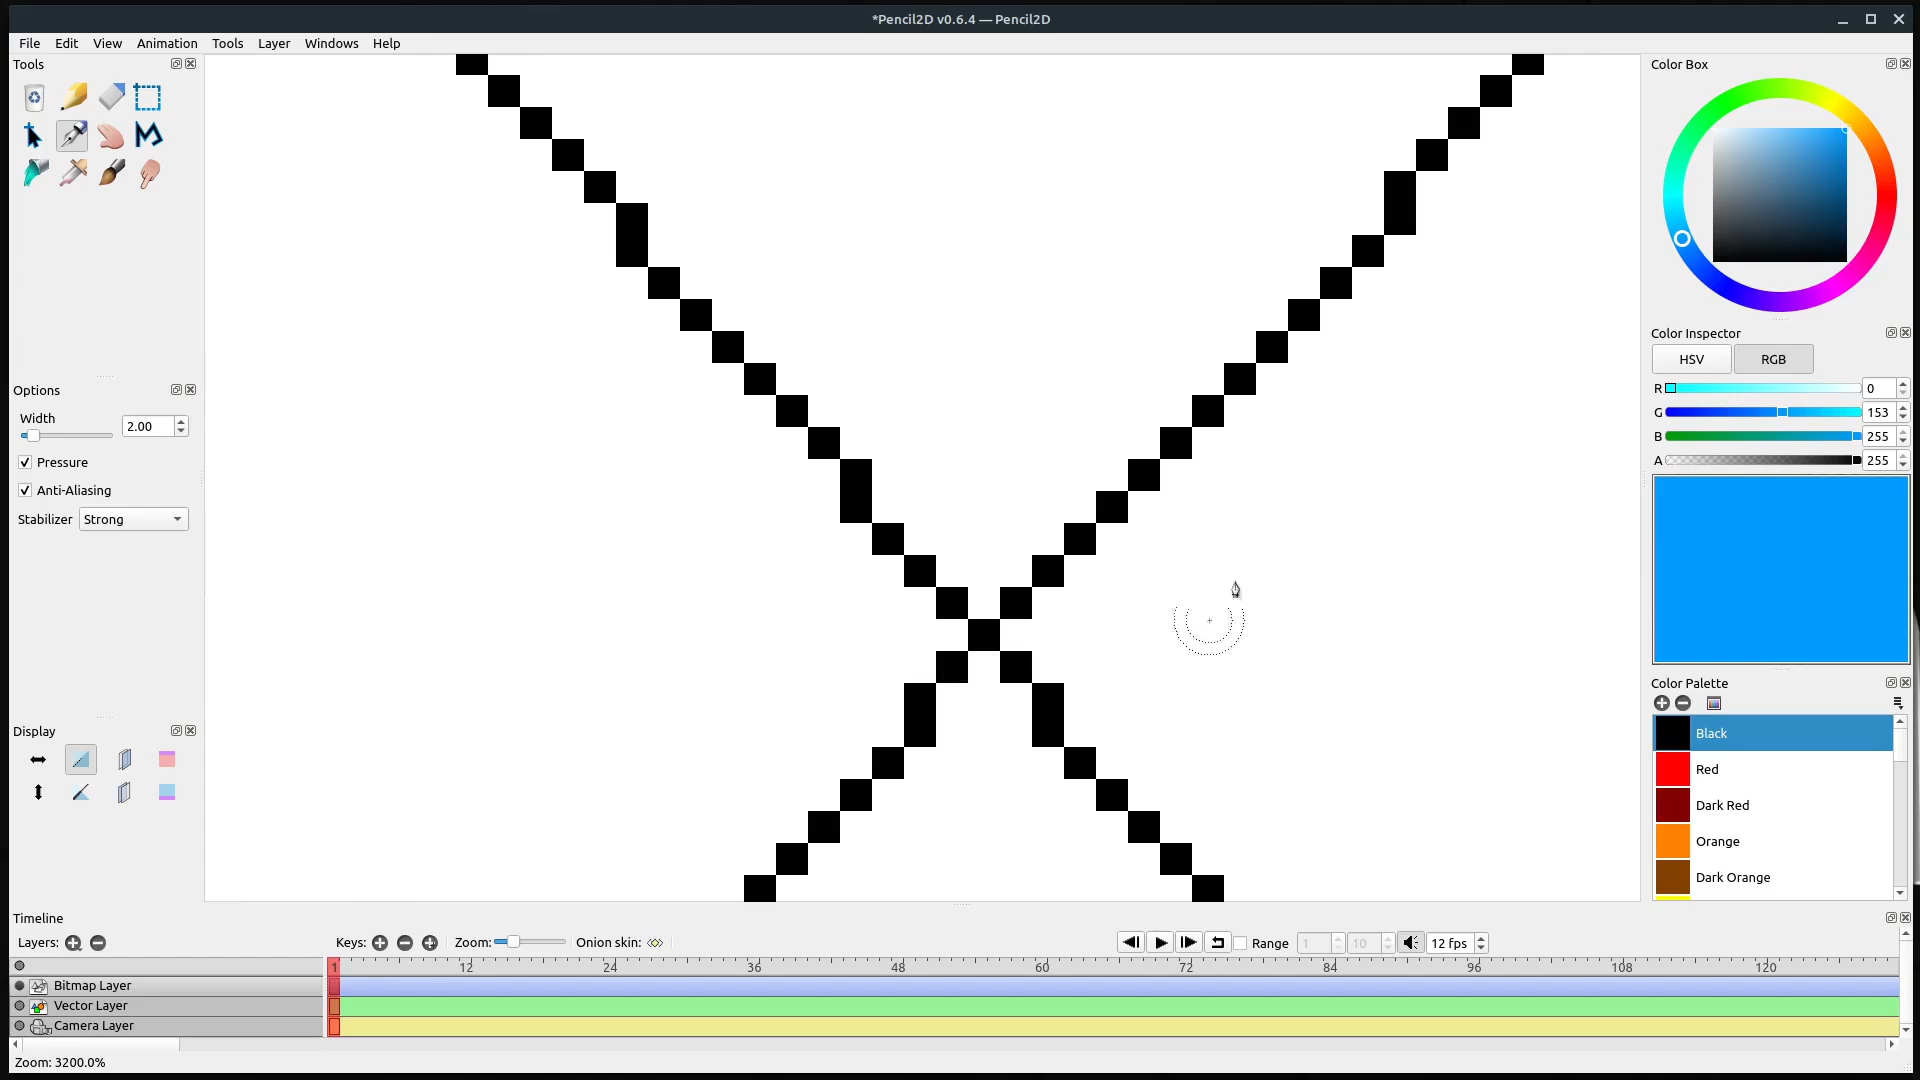 *Pencil2D v0.6.4 — Pencil2D
File Edit View Animation Tools Layer Windows Help
Tools
Options
Width
2.00
Pressure
Anti-Aliasing
Stabilizer Strong
Display
Color Box
Color Inspector
HSV RGB
R 0
G 153
B 255
A 255
Color Palette
Black
Red
Dark Red
Orange
Dark Orange
Timeline
Layers: Keys: Zoom: Onion skin: Range 1 10 12 fps
1 12 24 36 48 60 72 84 96 108 120
Bitmap Layer
Vector Layer
Camera Layer
Zoom: 3200.0%